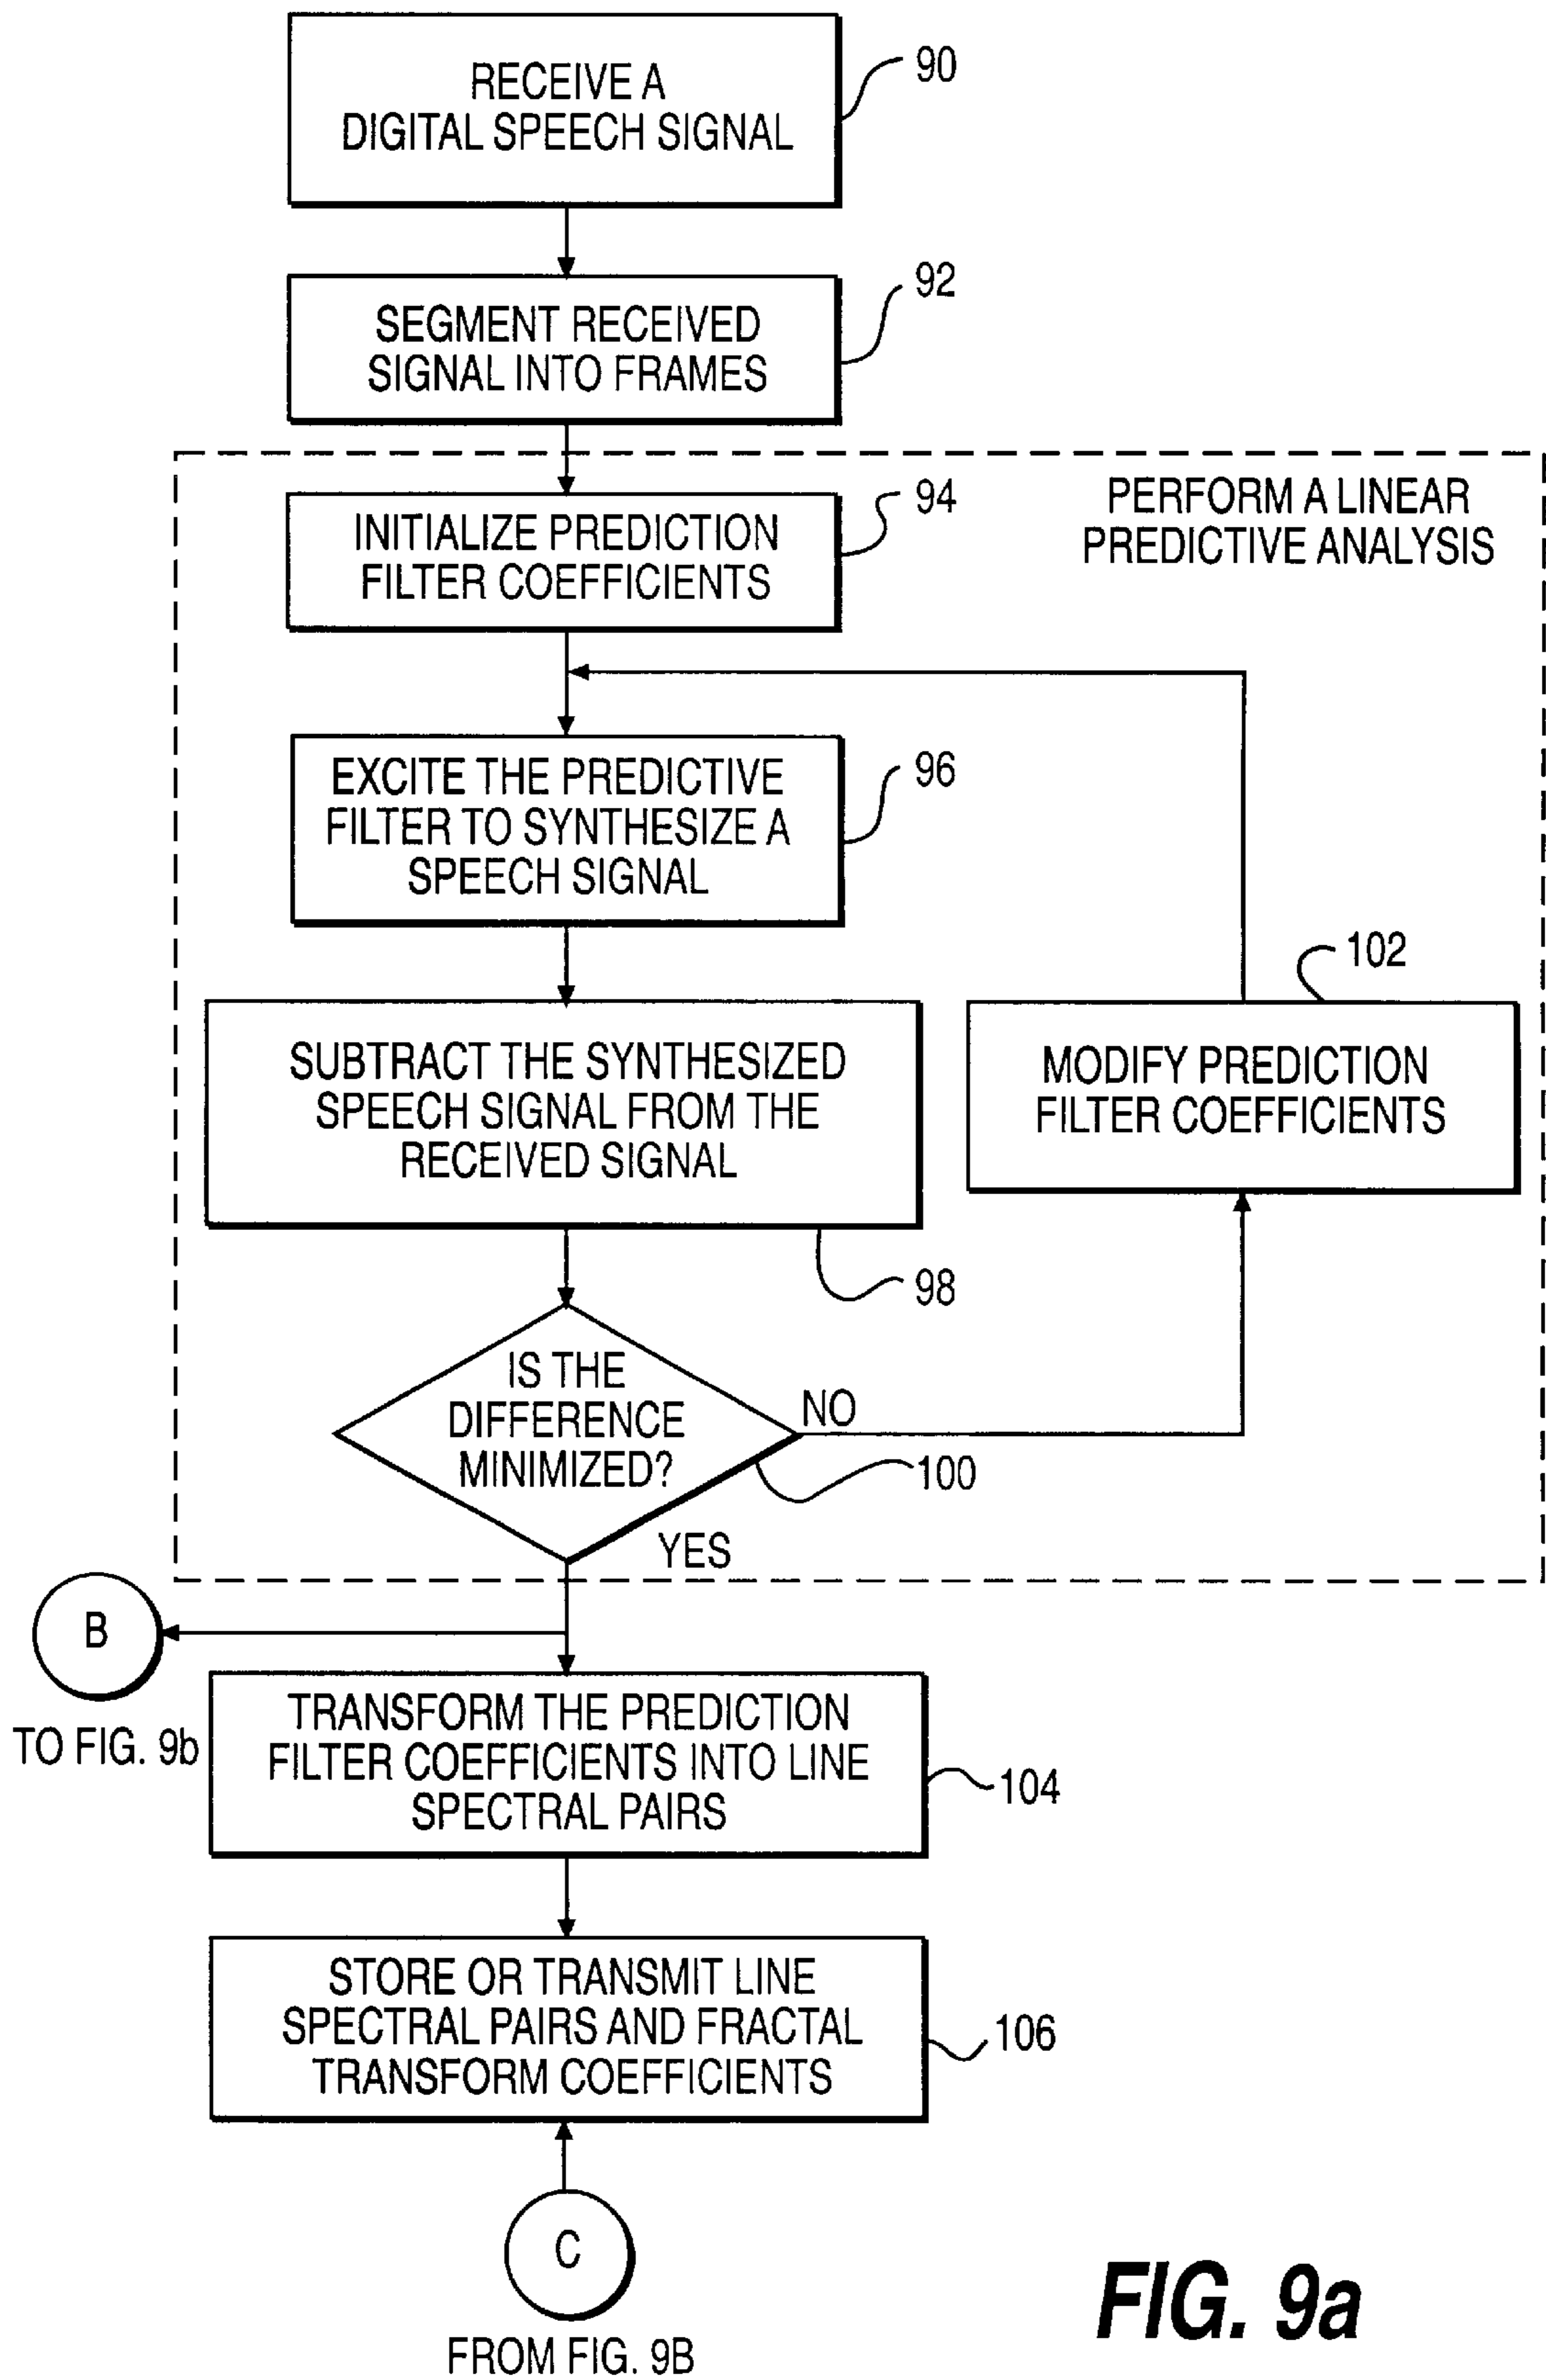 RECEIVE A
DIGITAL SPEECH SIGNAL
90
SEGMENT RECEIVED
SIGNAL INTO FRAMES
92
PERFORM A LINEAR
PREDICTIVE ANALYSIS
INITIALIZE PREDICTION
FILTER COEFFICIENTS
94
EXCITE THE PREDICTIVE
FILTER TO SYNTHESIZE A
SPEECH SIGNAL
96
SUBTRACT THE SYNTHESIZED
SPEECH SIGNAL FROM THE
RECEIVED SIGNAL
98
MODIFY PREDICTION
FILTER COEFFICIENTS
102
IS THE
DIFFERENCE
MINIMIZED?
NO
100
YES
B
TO FIG. 9b
TRANSFORM THE PREDICTION
FILTER COEFFICIENTS INTO LINE
SPECTRAL PAIRS
104
STORE OR TRANSMIT LINE
SPECTRAL PAIRS AND FRACTAL
TRANSFORM COEFFICIENTS
106
C
FROM FIG. 9B
FIG. 9a